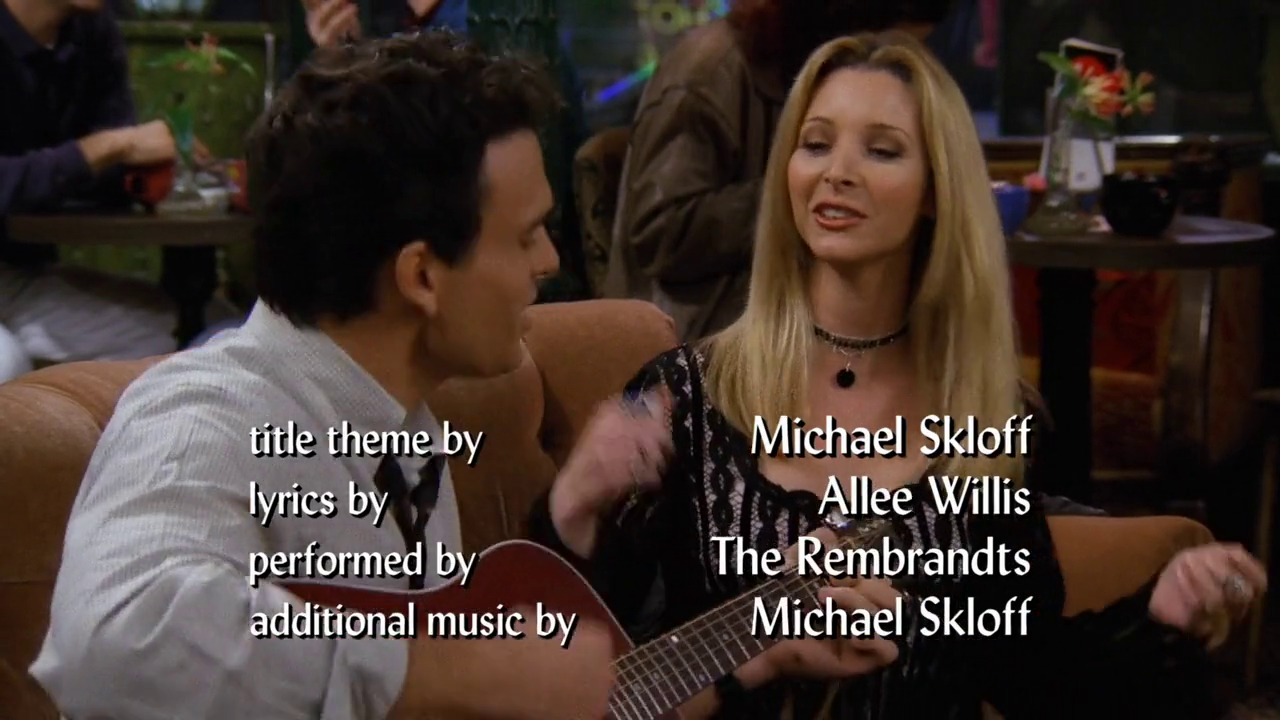 title theme by Michael Skloff
lyrics by Allee Willis
performed by The Rembrandts
additional music by Michael Skloff